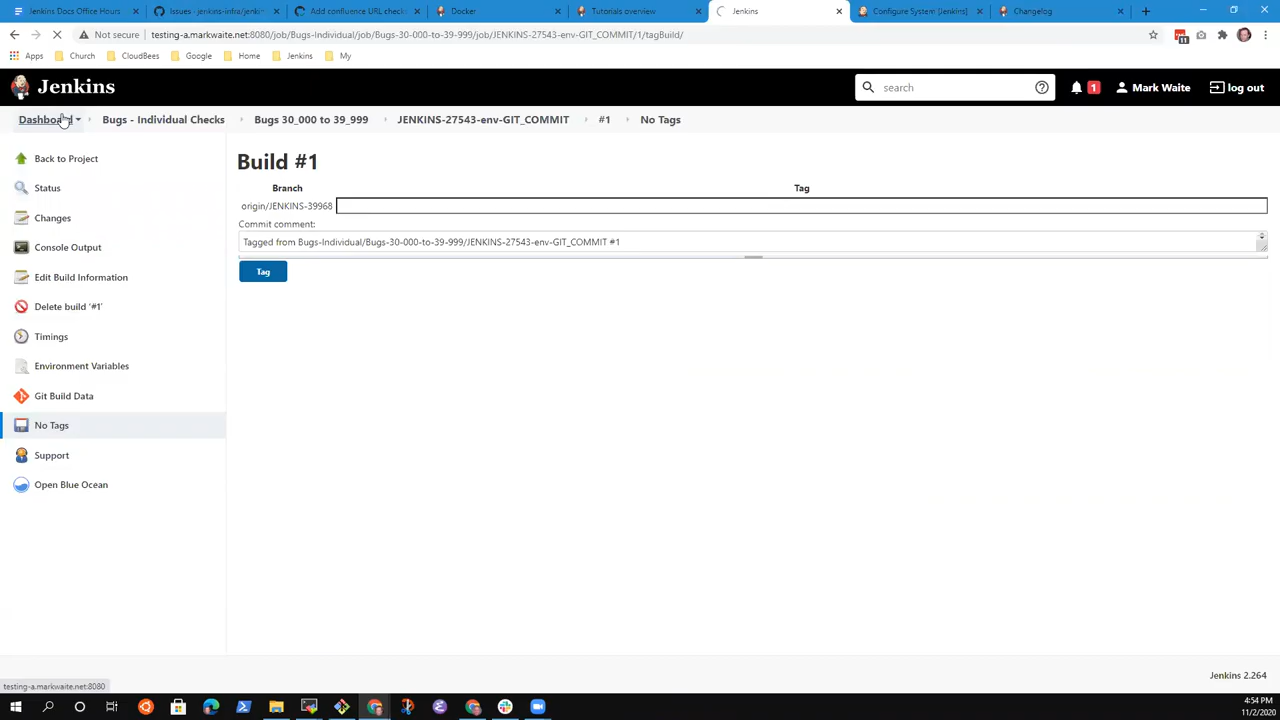 Jenkins Docs Office Hours
Issues · jenkins-infra/jenkin
Add confluence URL check
Docker
Tutorials overview
Jenkins
Configure System [Jenkins]
Changelog
Not secure
testing-a.markwaite.net:8080/job/Bugs-Individual/job/Bugs-30-000-to-39-999/job/JENKINS-27543-env-GIT_COMMIT/1/tagBuild/
11
Apps
Church
CloudBees
Google
Home
Jenkins
My
Jenkins
search
1
Mark Waite
log out
Dashboard
Bugs - Individual Checks
Bugs 30_000 to 39_999
JENKINS-27543-env-GIT_COMMIT
#1
No Tags
Back to Project
Status
Changes
Console Output
Edit Build Information
Delete build '#1'
Timings
Environment Variables
Git Build Data
No Tags
Support
Open Blue Ocean
Build #1
Branch Tag
origin/JENKINS-39968
Commit comment:
Tagged from Bugs-Individual/Bugs-30-000-to-39-999/JENKINS-27543-env-GIT_COMMIT #1
Tag
Jenkins 2.264
testing-a.markwaite.net:8080
4:54 PM
11/2/2020